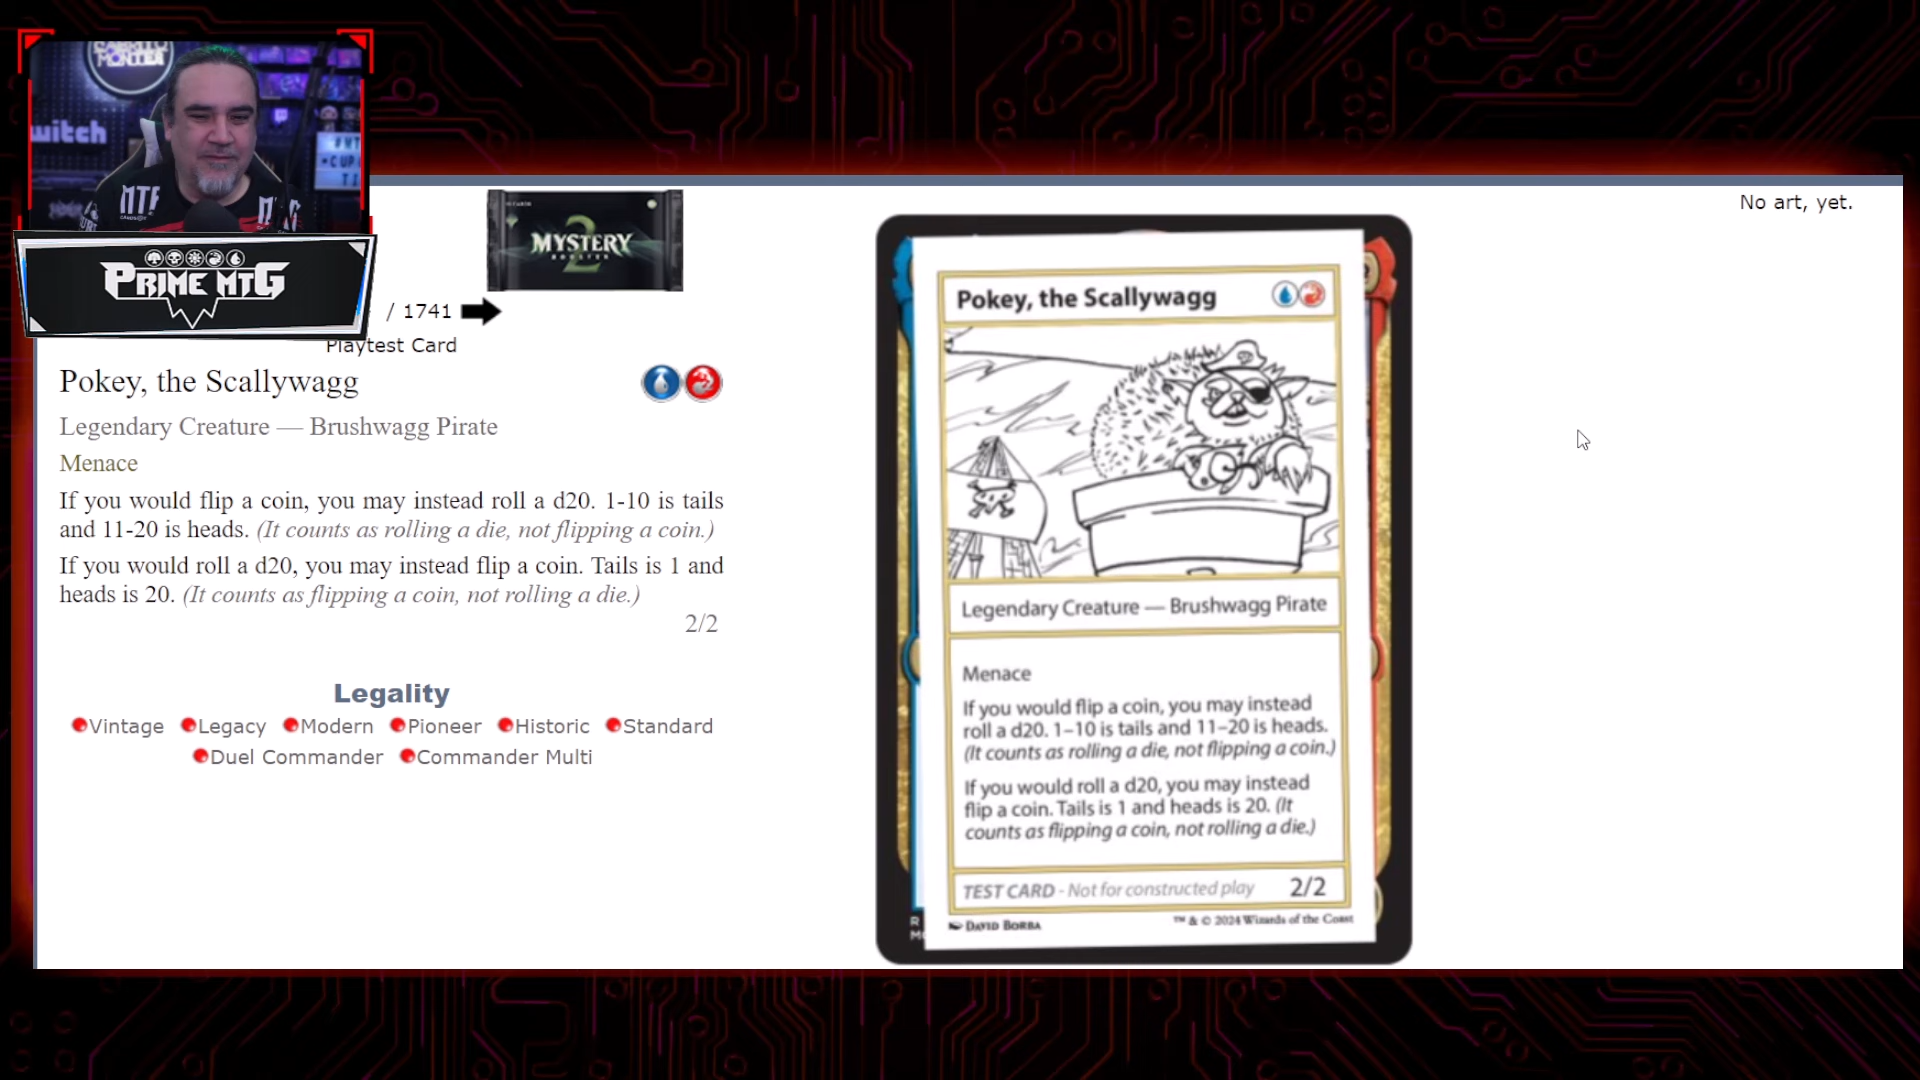 CABRITO
MONTEA
witch
MTF
PRIME MTG
MYSTERY
2
BOOSTER
/ 1741
Playtest Card
Pokey, the Scallywagg
Legendary Creature — Brushwagg Pirate
Menace
If you would flip a coin, you may instead roll a d20. 1-10 is tails
and 11-20 is heads. (It counts as rolling a die, not flipping a coin.)
If you would roll a d20, you may instead flip a coin. Tails is 1 and
heads is 20. (It counts as flipping a coin, not rolling a die.)
2/2
Legality
Vintage Legacy Modern Pioneer Historic Standard
Duel Commander Commander Multi
Pokey, the Scallywagg
Legendary Creature — Brushwagg Pirate
Menace
If you would flip a coin, you may instead
roll a d20. 1–10 is tails and 11–20 is heads.
(It counts as rolling a die, not flipping a coin.)
If you would roll a d20, you may instead
flip a coin. Tails is 1 and heads is 20. (It
counts as flipping a coin, not rolling a die.)
TEST CARD - Not for constructed play 2/2
R
M
DAVID BORBA
™ & © 2024 Wizards of the Coast
No art, yet.